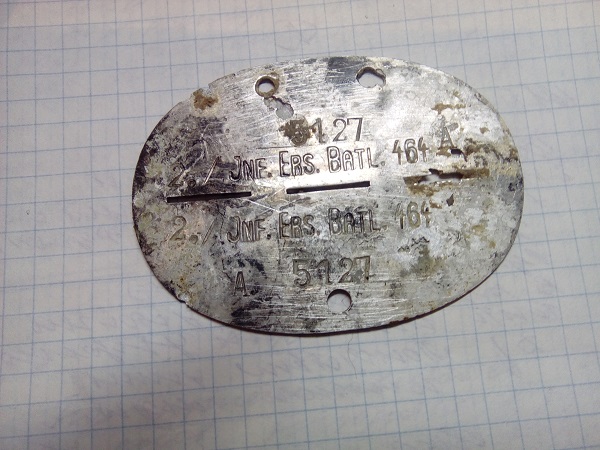 5127 A
2./ JNF. ERS. BATL. 464
2./ JNF. ERS. BATL. 464
A 5127